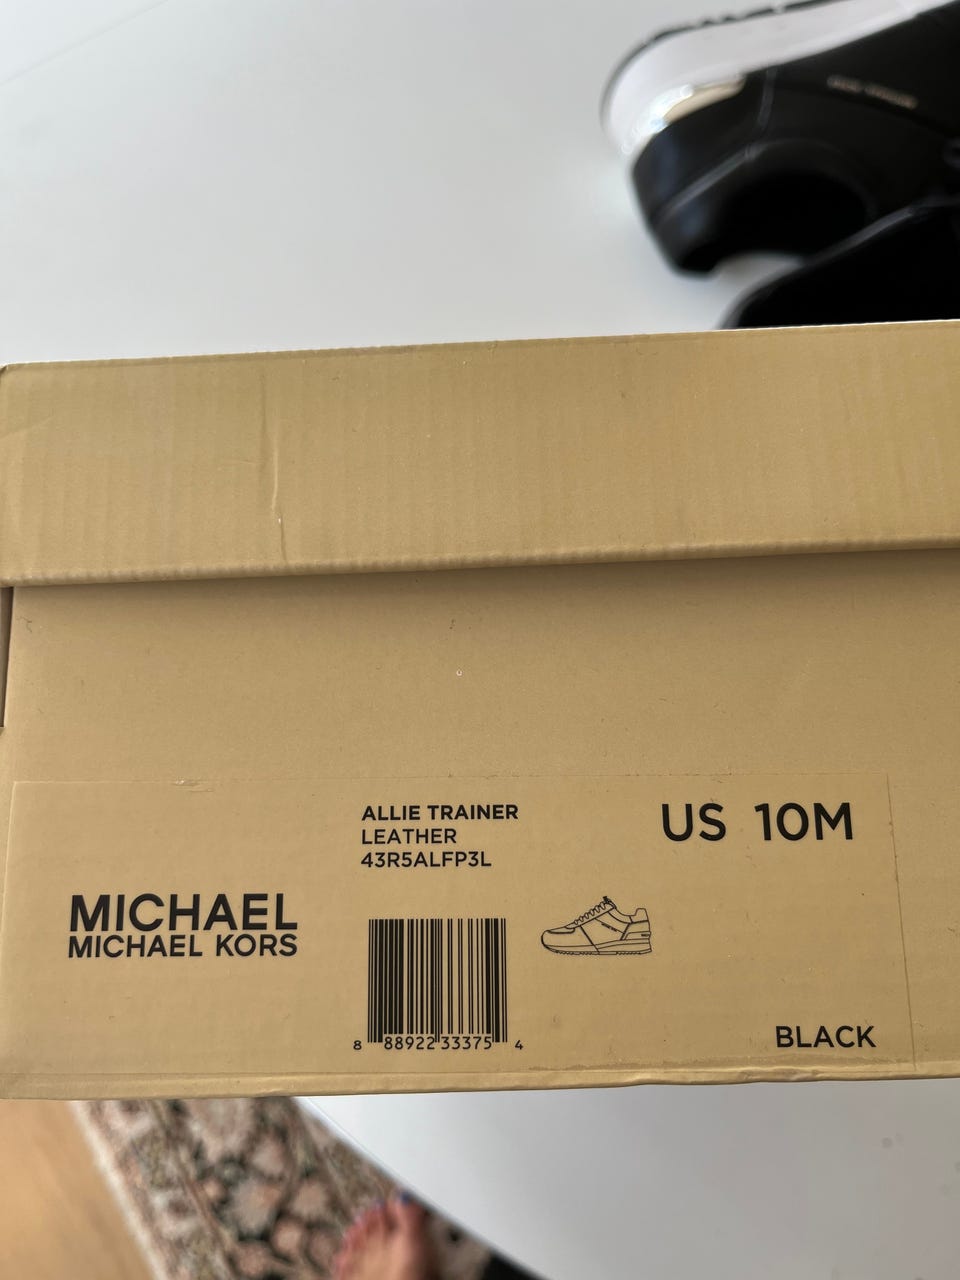 ALLIE TRAINER
LEATHER
43R5ALFP3L
US 10M
MICHAEL
MICHAEL KORS
8 88922 33375 4
BLACK